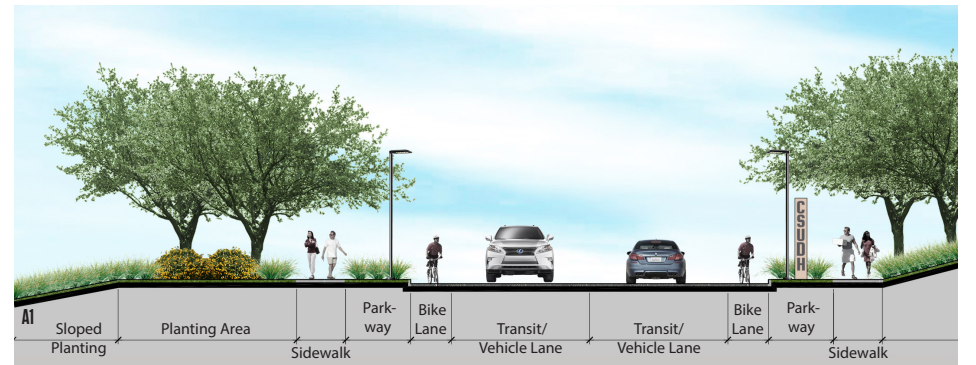 CSUDH
A1
Sloped
Planting
Planting Area
Sidewalk
Park-
way
Bike
Lane
Transit/
Vehicle Lane
Transit/
Vehicle Lane
Bike
Lane
Park-
way
Sidewalk